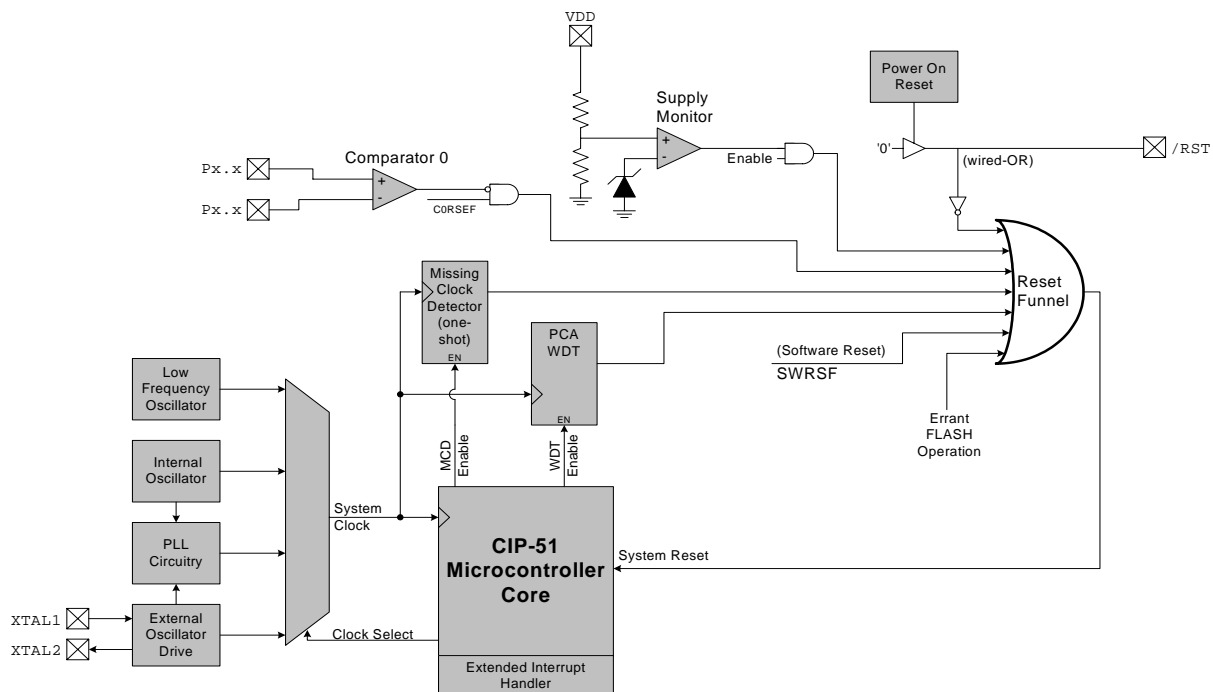 VDD
Power On
Reset
Supply
Monitor
+
-
Enable
'0'
(wired-OR)
/RST
Comparator 0
Px.x
Px.x
+
-
C0RSEF
Missing
Clock
Detector
(one-
shot)
EN
PCA
WDT
EN
Reset
Funnel
(Software Reset)
SWRSF
Errant
FLASH
Operation
Low
Frequency
Oscillator
Internal
Oscillator
PLL
Circuitry
External
Oscillator
Drive
XTAL1
XTAL2
System
Clock
Clock Select
MCD
Enable
WDT
Enable
CIP-51
Microcontroller
Core
System Reset
Extended Interrupt
Handler